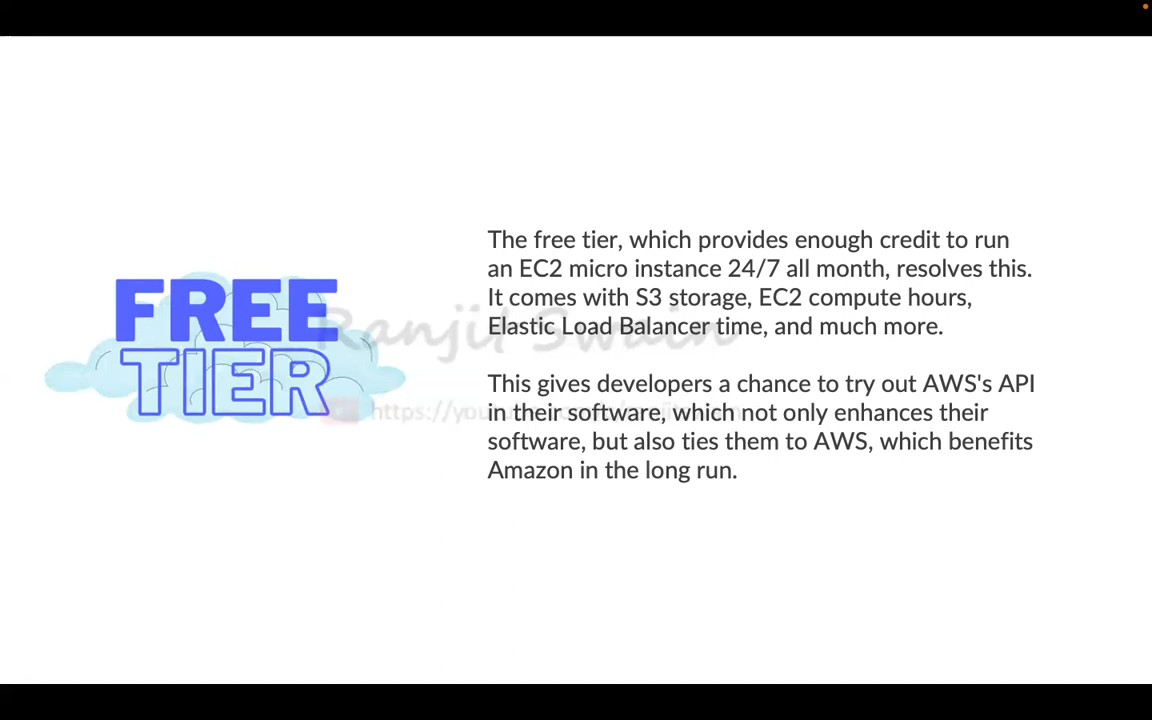 FREE
TIER
The free tier, which provides enough credit to run
an EC2 micro instance 24/7 all month, resolves this.
It comes with S3 storage, EC2 compute hours,
Elastic Load Balancer time, and much more.
This gives developers a chance to try out AWS's API
in their software, which not only enhances their
software, but also ties them to AWS, which benefits
Amazon in the long run.
Swain